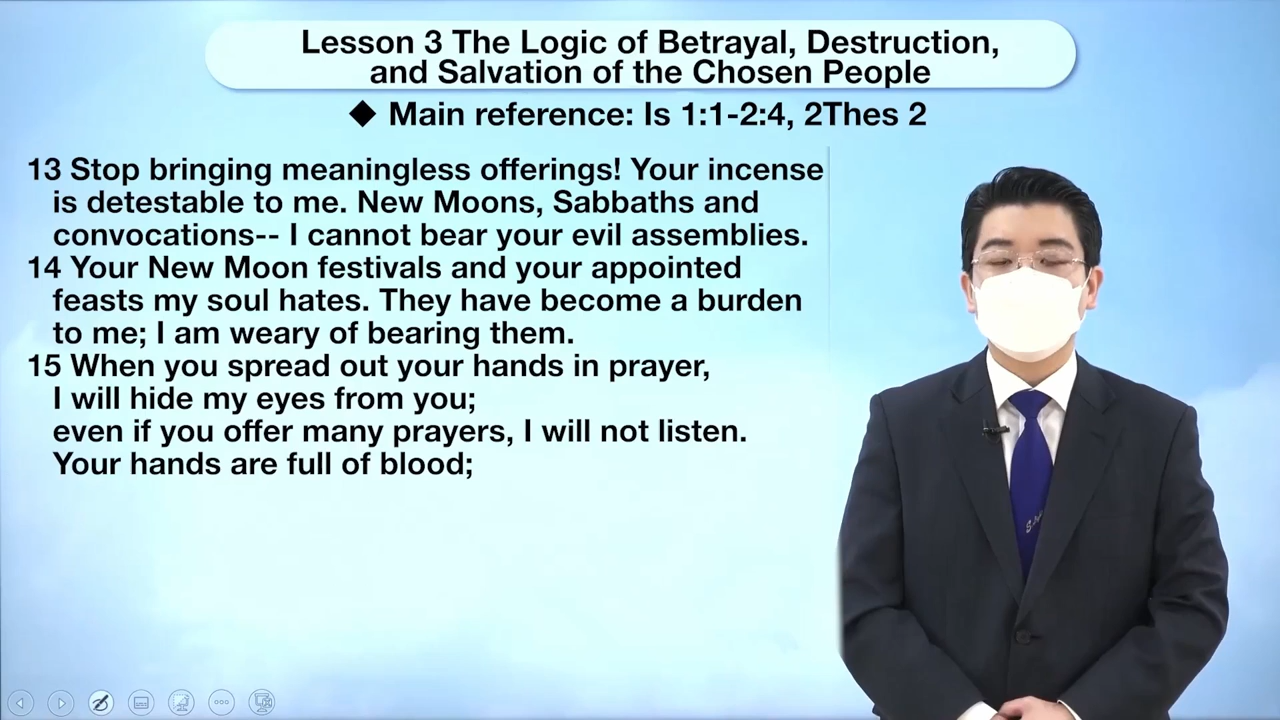 Lesson 3 The Logic of Betrayal, Destruction,
and Salvation of the Chosen People
◆ Main reference: Is 1:1-2:4, 2Thes 2
13 Stop bringing meaningless offerings! Your incense
is detestable to me. New Moons, Sabbaths and
convocations-- I cannot bear your evil assemblies.
14 Your New Moon festivals and your appointed
feasts my soul hates. They have become a burden
to me; I am weary of bearing them.
15 When you spread out your hands in prayer,
I will hide my eyes from you;
even if you offer many prayers, I will not listen.
Your hands are full of blood;